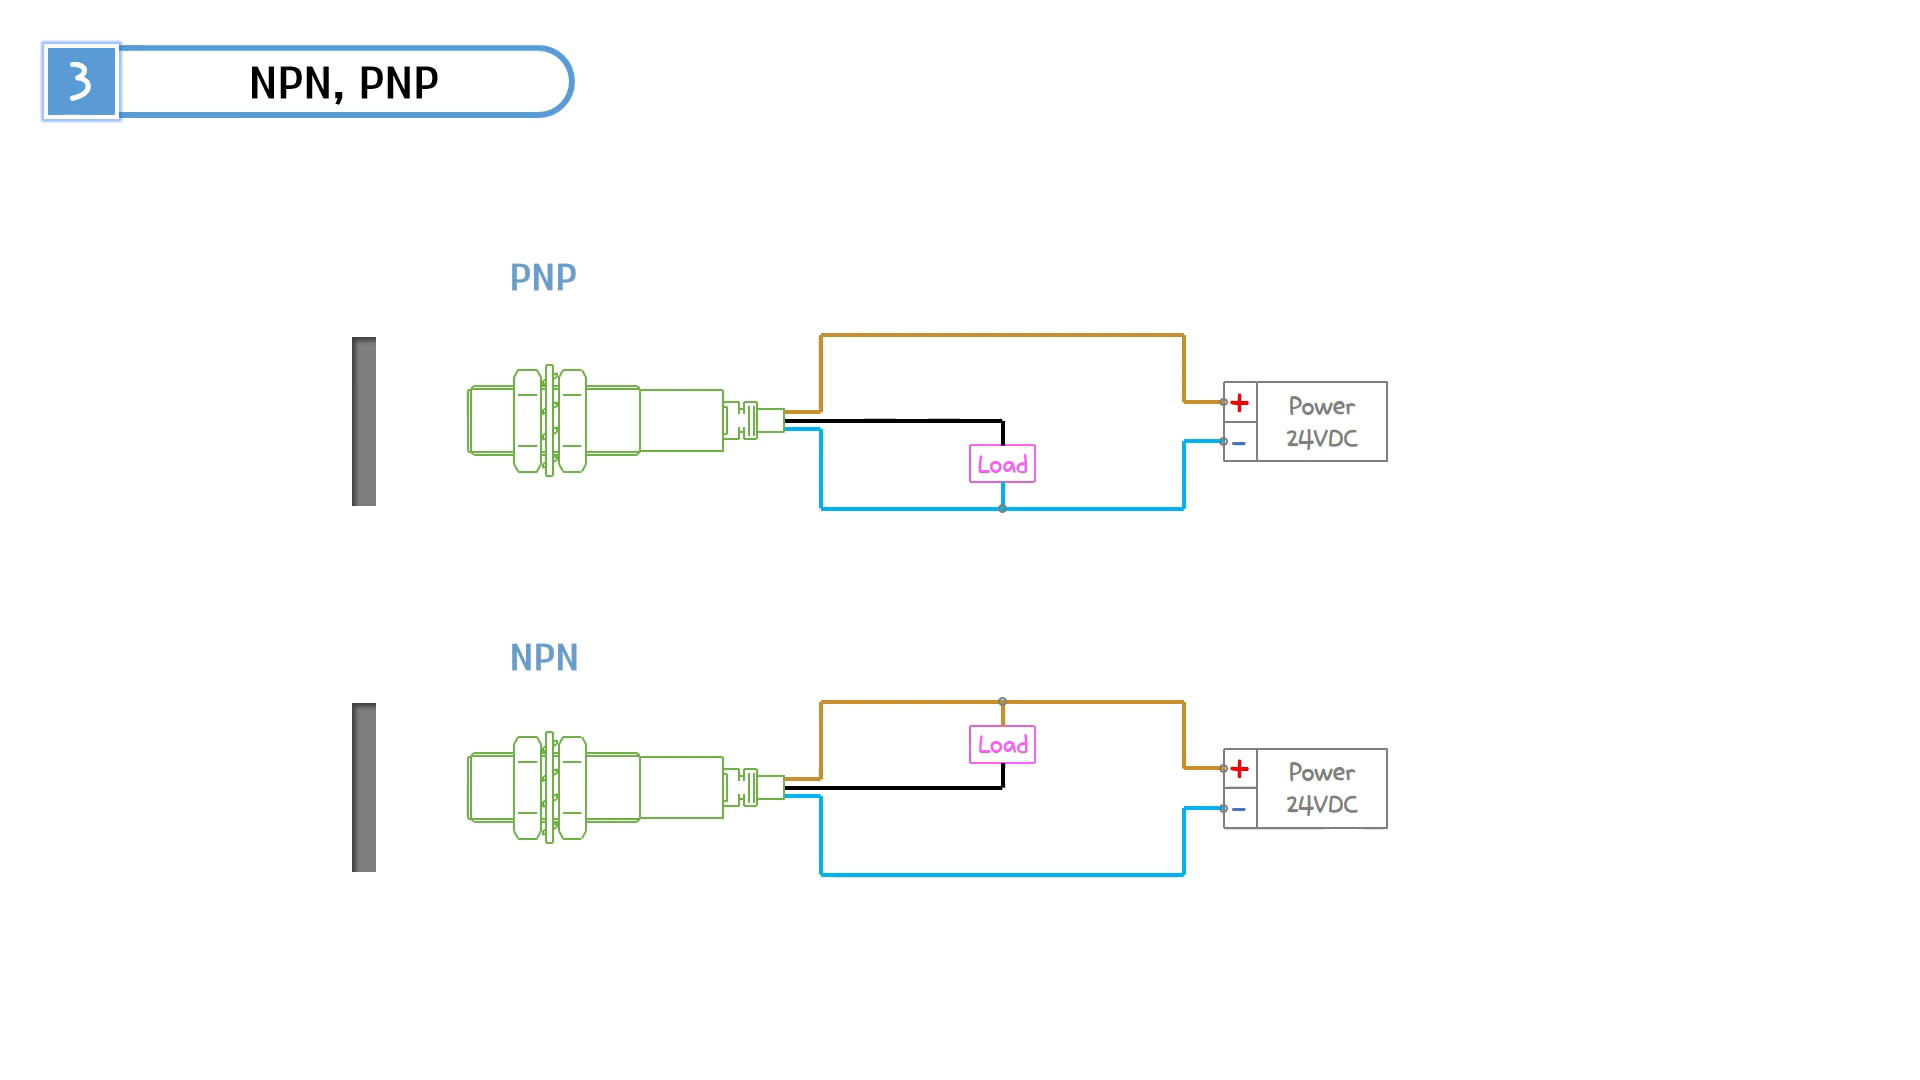 3
NPN, PNP
PNP
+
Power
-
24VDC
Load
NPN
Load
+
Power
-
24VDC